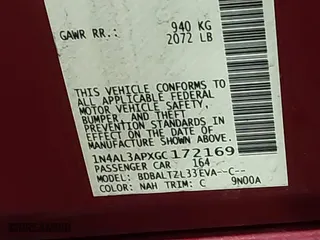 GAWR RR.: 940 KG
2072 LB
THIS VEHICLE CONFORMS
TO ALL APPLICABLE FEDERAL
MOTOR VEHICLE SAFETY,
BUMPER, AND THEFT
PREVENTION STANDARDS IN
EFFECT ON THE DATE OF
MANUFACTURE SHOWN ABOVE.
1N4AL3APXGC172169
PASSENGER CAR 164
MODEL: BDBALTZL33EVA--C--
COLOR: NAH TRIM: C 9N00A